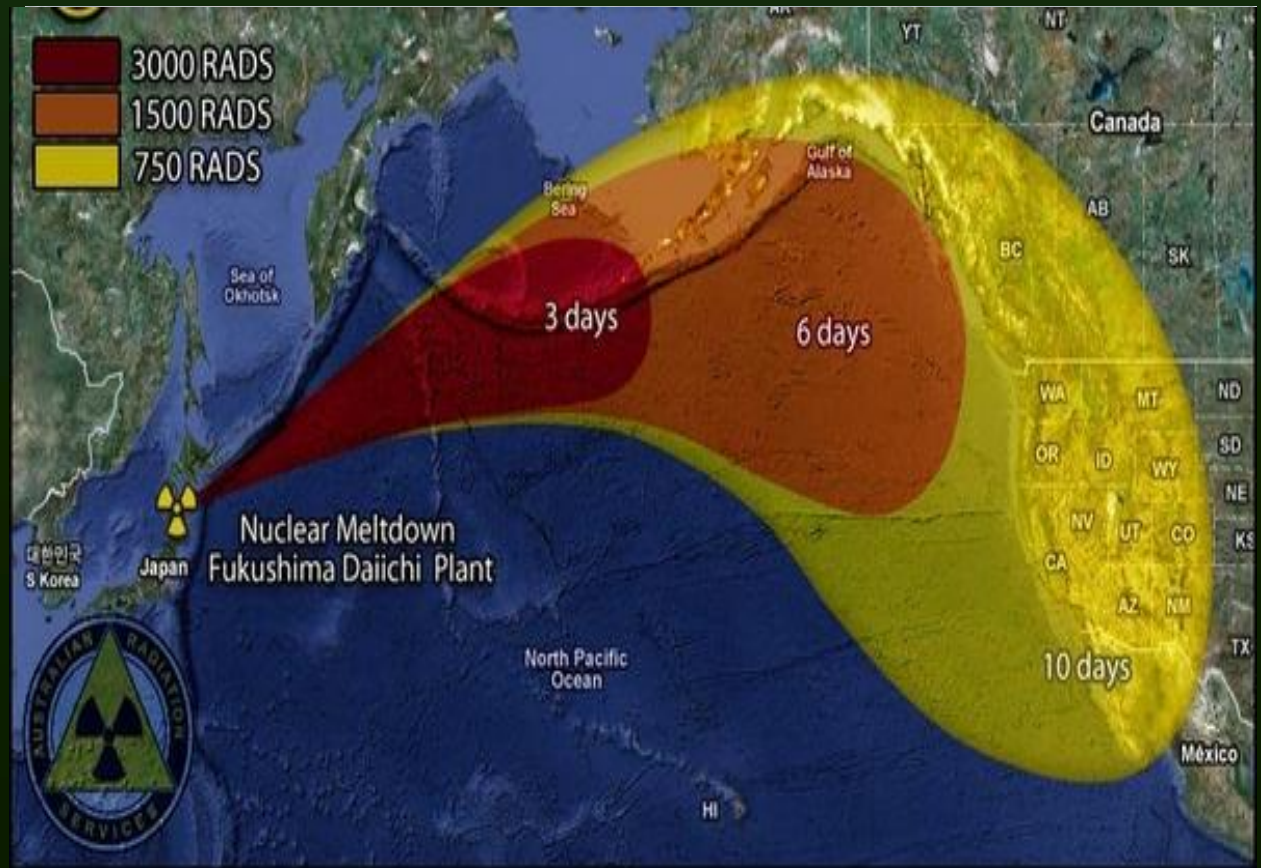 3000 RADS
1500 RADS
750 RADS
YT
NT
Canada
Gulf of
Alaska
Bering
Sea
AB
BC
SK
Sea of
Okhotsk
3 days
6 days
WA
MT
ND
OR
ID
WY
SD
NE
NV
UT
CO
KS
CA
AZ
NM
TX
Nuclear Meltdown
Fukushima Daiichi Plant
대한민국
S Korea
Japan
North Pacific
Ocean
10 days
México
HI
AUSTRALIAN RADIATION
SERVICES